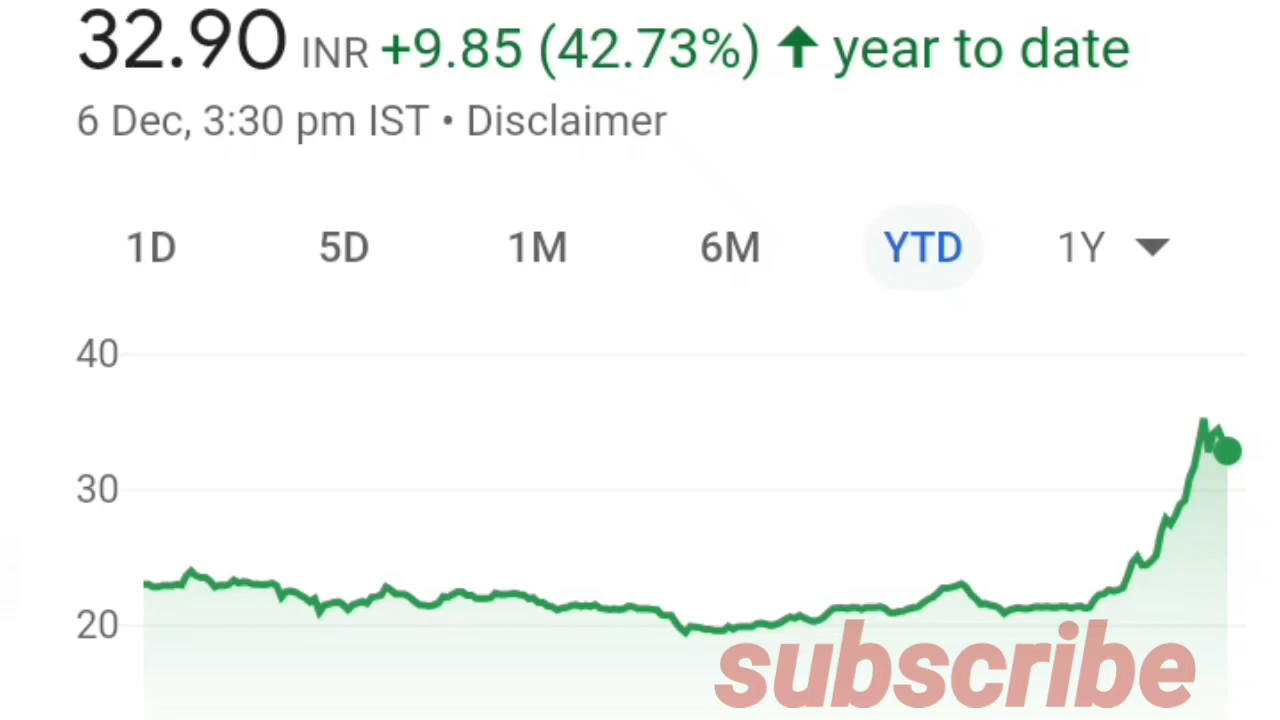 32.90 INR +9.85 (42.73%) ↑ year to date
6 Dec, 3:30 pm IST • Disclaimer
1D 5D 1M 6M YTD 1Y
40
30
20
subscribe